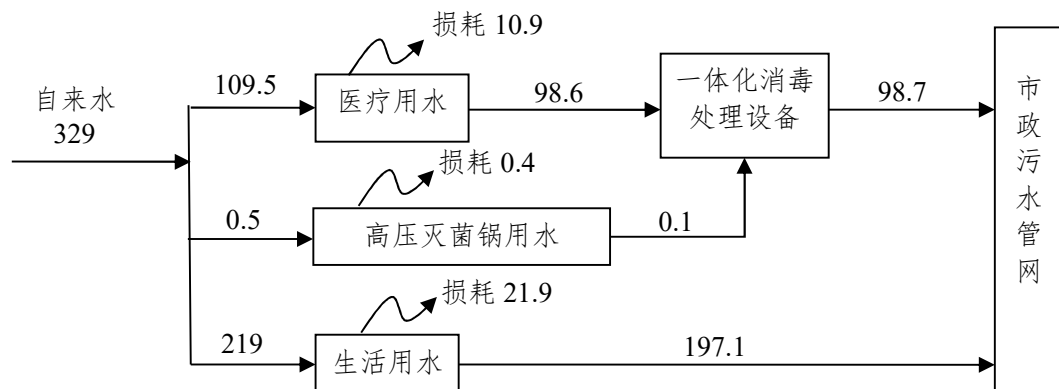 损耗 10.9
自来水
329
109.5
医疗用水
98.6
一体化消毒
处理设备
98.7
市政污水管网
损耗 0.4
0.5
高压灭菌锅用水
0.1
损耗 21.9
219
生活用水
197.1